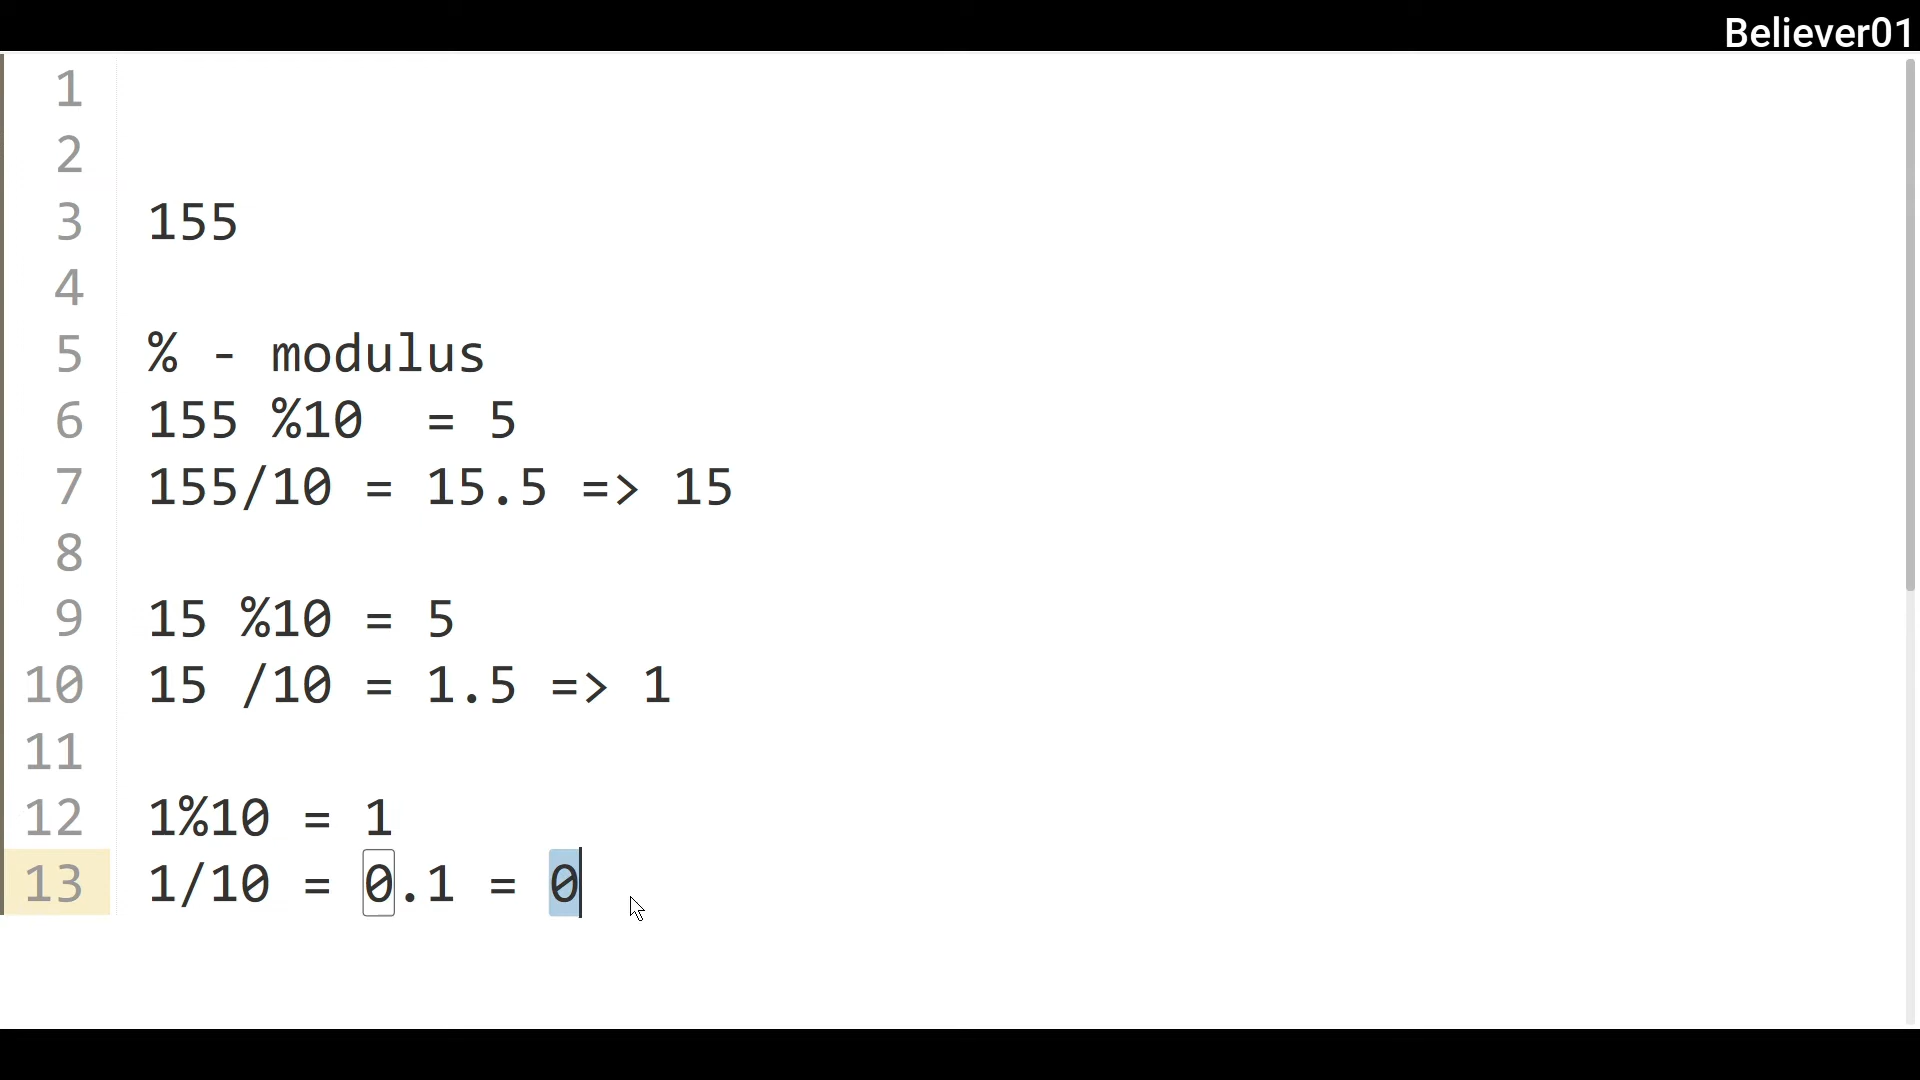 Believer01
1
2
3 155
4
5 % - modulus
6 155 %10  = 5
7 155/10 = 15.5 => 15
8
9 15 %10 = 5
10 15 /10 = 1.5 => 1
11
12 1%10 = 1
13 1/10 = 0.1 = 0